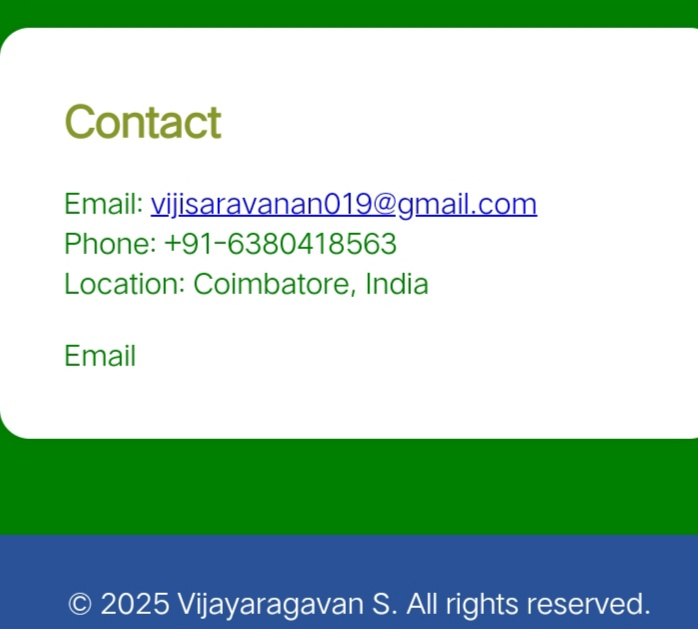 Contact
Email: vijisaravanan019@gmail.com
Phone: +91-6380418563
Location: Coimbatore, India
Email
© 2025 Vijayaragavan S. All rights reserved.